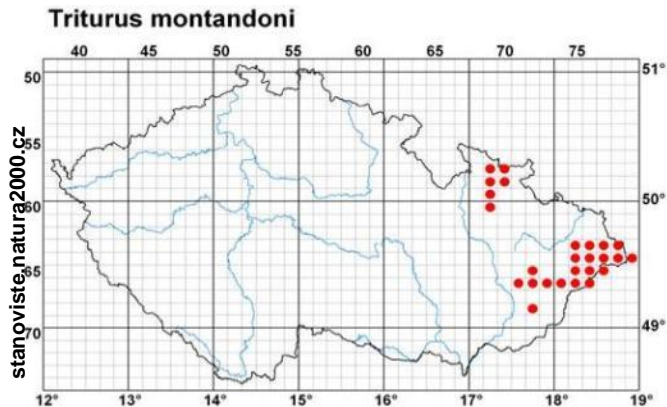 Triturus montandoni
40 45 50 55 60 65 70 75
50 51°
55
60 50°
65
70 49°
12° 13° 14° 15° 16° 17° 18° 19°
stanoviste.natura2000.cz